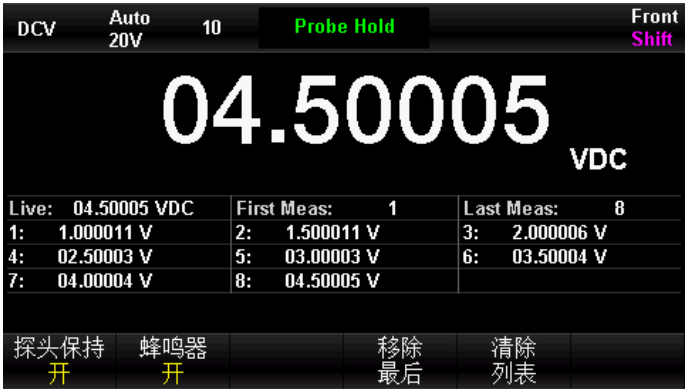 DCV Auto 10 Probe Hold Front
20V Shift
04.50005 VDC
Live: 04.50005 VDC First Meas: 1 Last Meas: 8
1: 1.000011 V 2: 1.500011 V 3: 2.000006 V
4: 02.50003 V 5: 03.00003 V 6: 03.50004 V
7: 04.00004 V 8: 04.50005 V
探头保持 蜂鸣器 移除 清除
开 开 最后 列表